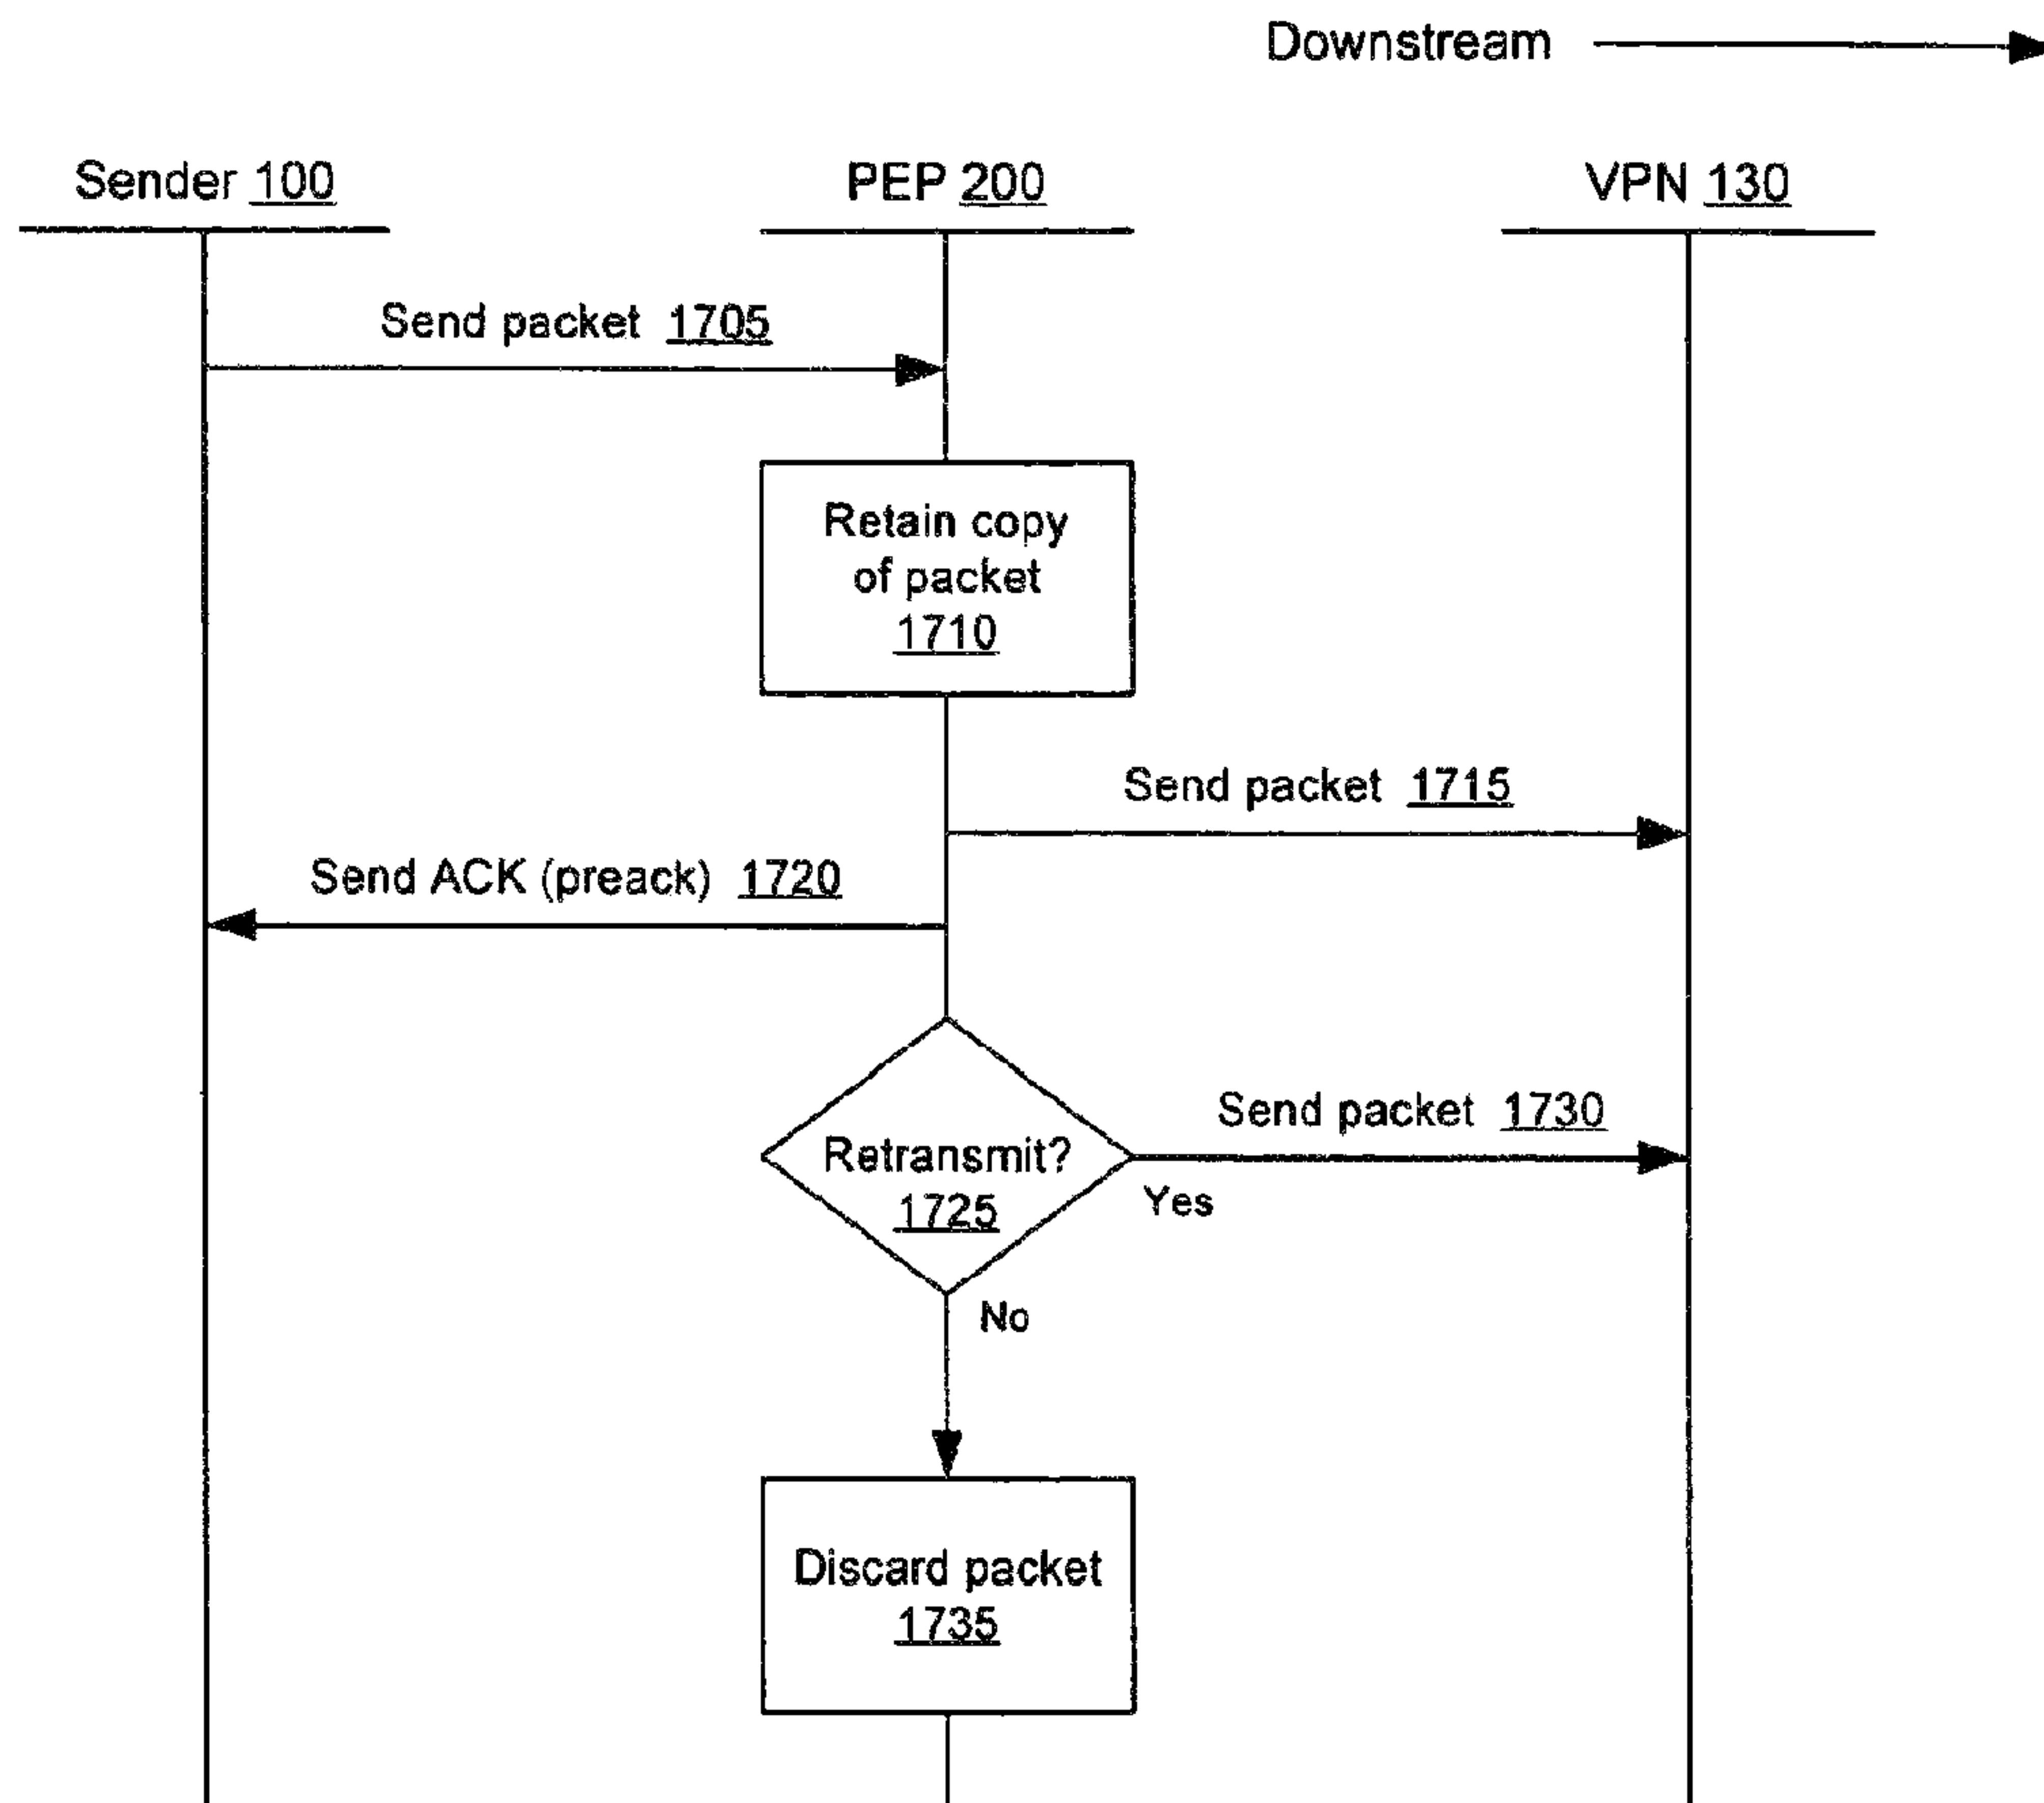 Downstream
Sender 100
PEP 200
VPN 130
Send packet 1705
Retain copy
of packet
1710
Send packet 1715
Send ACK (preack) 1720
Send packet 1730
Retransmit?
1725
Yes
No
Discard packet
1735